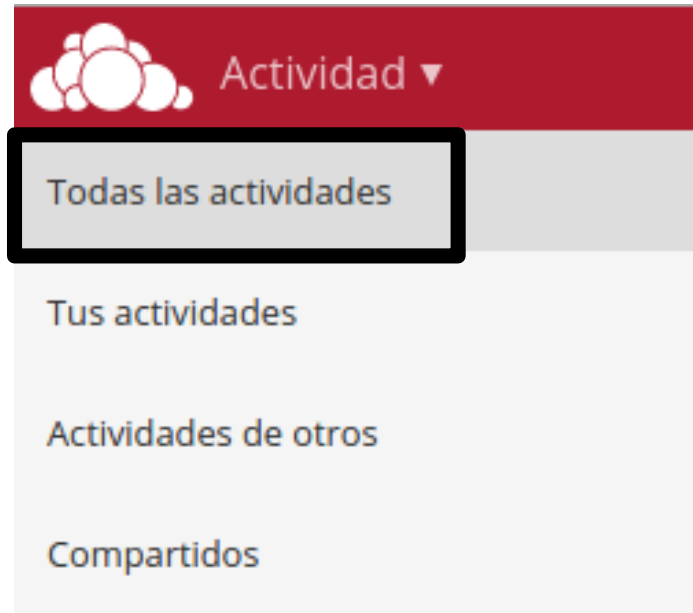 Actividad ▾
Todas las actividades
Tus actividades
Actividades de otros
Compartidos